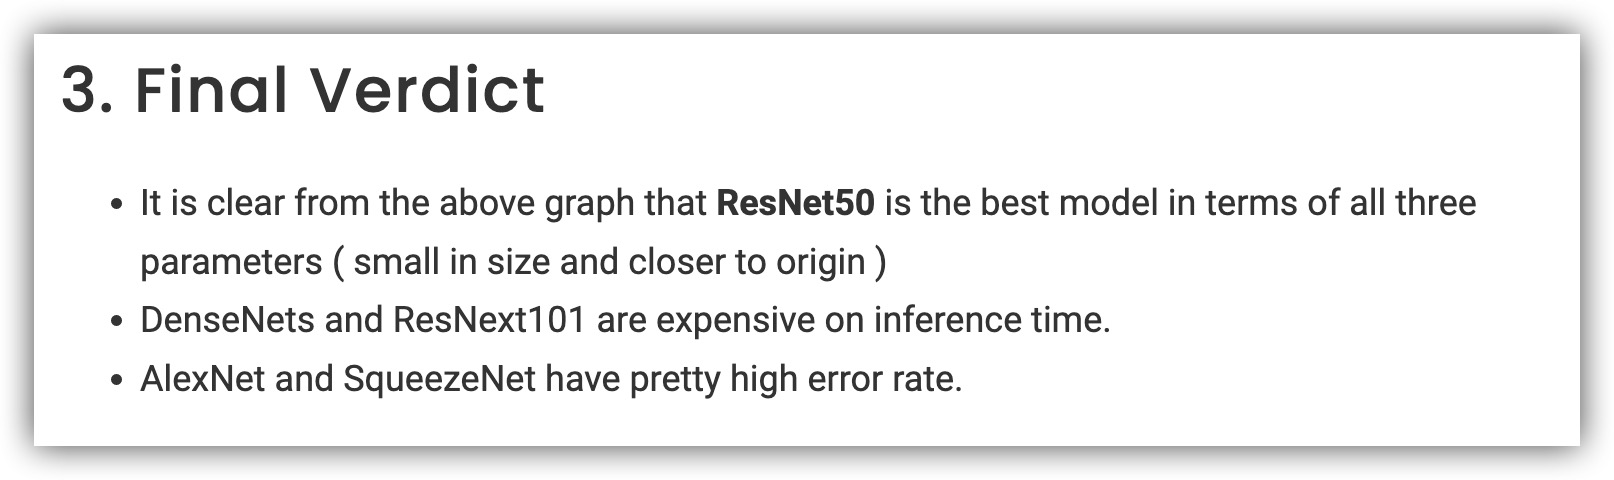 3. Final Verdict
• It is clear from the above graph that ResNet50 is the best model in terms of all three
parameters ( small in size and closer to origin )
• DenseNets and ResNext101 are expensive on inference time.
• AlexNet and SqueezeNet have pretty high error rate.